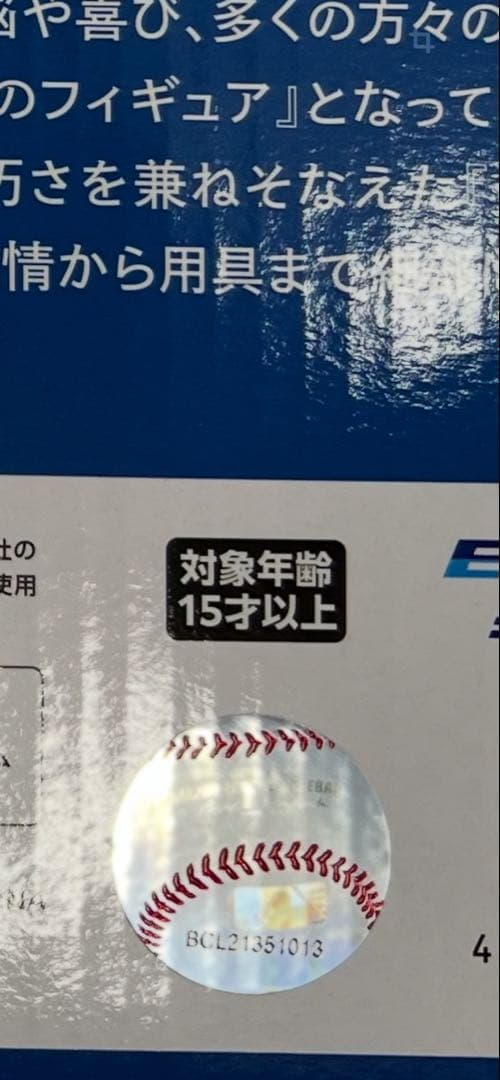 や喜び、多くの方々の
のフィギュア』となって
さを兼ねそなえた『
情から用具まで細部
社の
使用
対象年齢
15才以上
BCL21351013
4